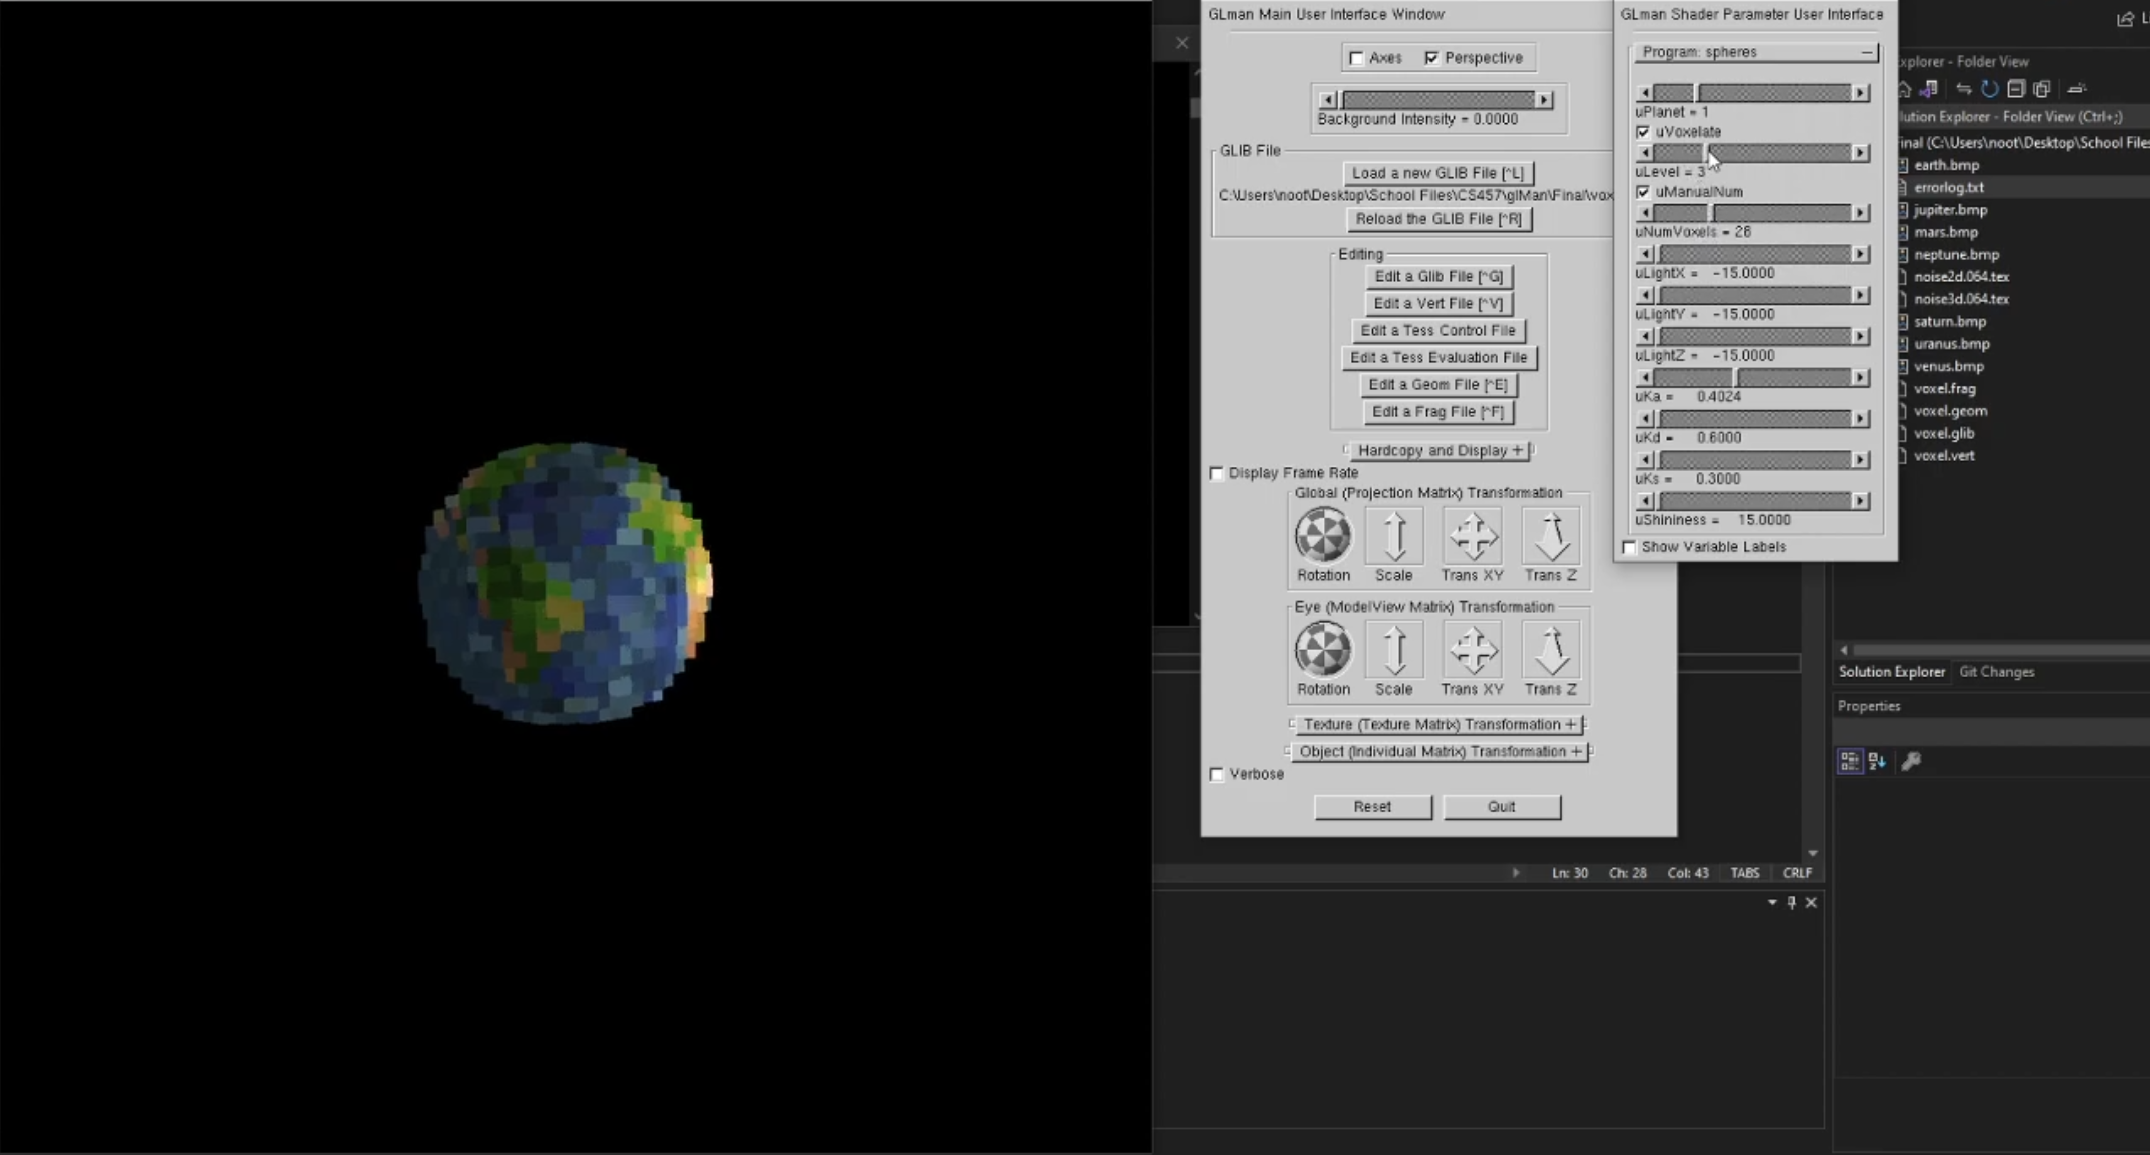 GLman Main User Interface Window
Axes
Perspective
Background Intensity = 0.0000
GLIB File
Load a new GLIB File [^L]
C:\Users\noot\Desktop\School Files\CS457\glMan\Final\vox
Reload the GLIB File [^R]
Editing
Edit a Glib File [^G]
Edit a Vert File [^V]
Edit a Tess Control File
Edit a Tess Evaluation File
Edit a Geom File [^E]
Edit a Frag File [^F]
Hardcopy and Display +
Display Frame Rate
Global (Projection Matrix) Transformation
Rotation Scale Trans XY Trans Z
Eye (ModelView Matrix) Transformation
Rotation Scale Trans XY Trans Z
Texture (Texture Matrix) Transformation +
Object (Individual Matrix) Transformation +
Verbose
Reset Quit
GLman Shader Parameter User Interface
Program: spheres
uPlanet = 1
uVoxelate
uLevel = 3
uManualNum
uNumVoxels = 28
uLightX = -15.0000
uLightY = -15.0000
uLightZ = -15.0000
uKa = 0.4024
uKd = 0.6000
uKs = 0.3000
uShininess = 15.0000
Show Variable Labels
xplorer - Folder View
lution Explorer - Folder View (Ctrl+;)
inal (C:\Users\noot\Desktop\School Files
earth.bmp
errorlog.txt
jupiter.bmp
mars.bmp
neptune.bmp
noise2d.064.tex
noise3d.064.tex
saturn.bmp
uranus.bmp
venus.bmp
voxel.frag
voxel.geom
voxel.glib
voxel.vert
Solution Explorer Git Changes
Properties
Ln: 30 Ch: 28 Col: 43 TABS CRLF